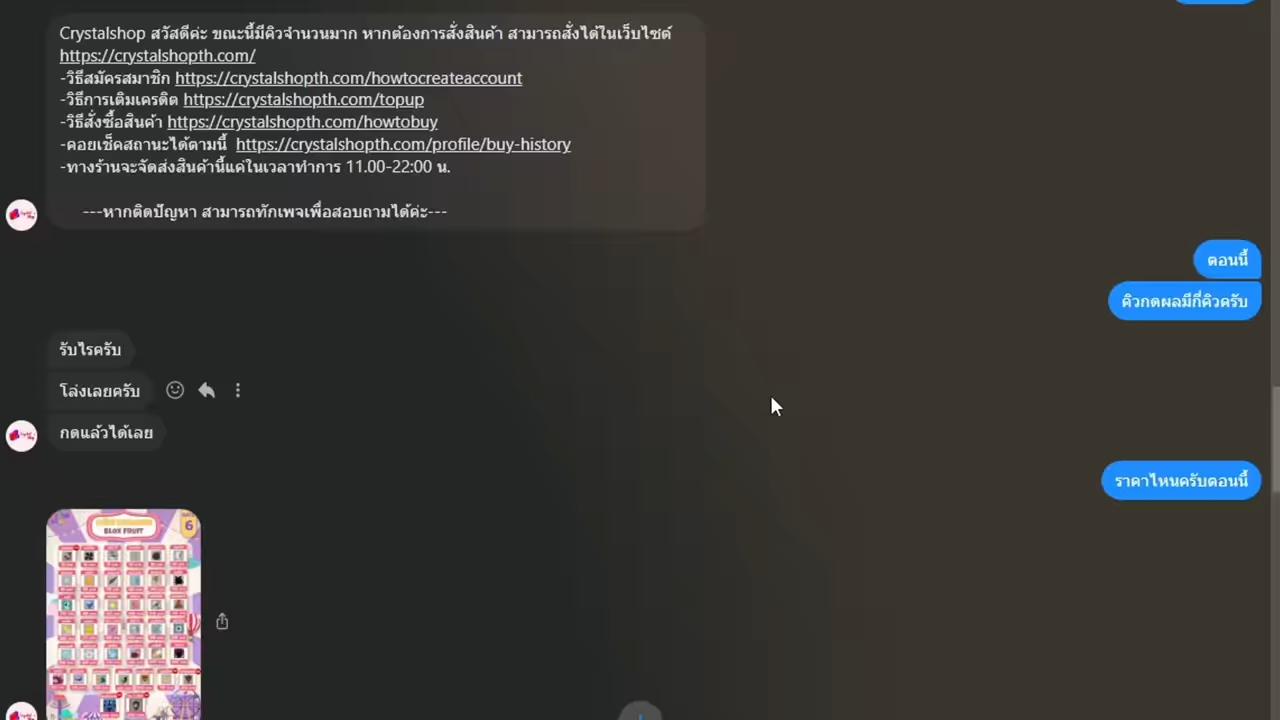 Crystalshop สวัสดีค่ะ ขณะนี้มีคิวจำนวนมาก หากต้องการสั่งสินค้า สามารถสั่งได้ในเว็บไซต์
https://crystalshopth.com/
-วิธีสมัครสมาชิก https://crystalshopth.com/howtocreateaccount
-วิธีการเติมเครดิต https://crystalshopth.com/topup
-วิธีสั่งซื้อสินค้า https://crystalshopth.com/howtobuy
-คอยเช็คสถานะได้ตามนี้ https://crystalshopth.com/profile/buy-history
-ทางร้านจะจัดส่งสินค้านี้แค่ในเวลาทำการ 11.00-22:00 น.
---หากติดปัญหา สามารถทักเพจเพื่อสอบถามได้ค่ะ---
ตอนนี้
คิวกดผลมีกี่คิวครับ
รับไรครับ
โล่งเลยครับ
กดแล้วได้เลย
ราคาไหนครับตอนนี้
BLOX FRUIT
6